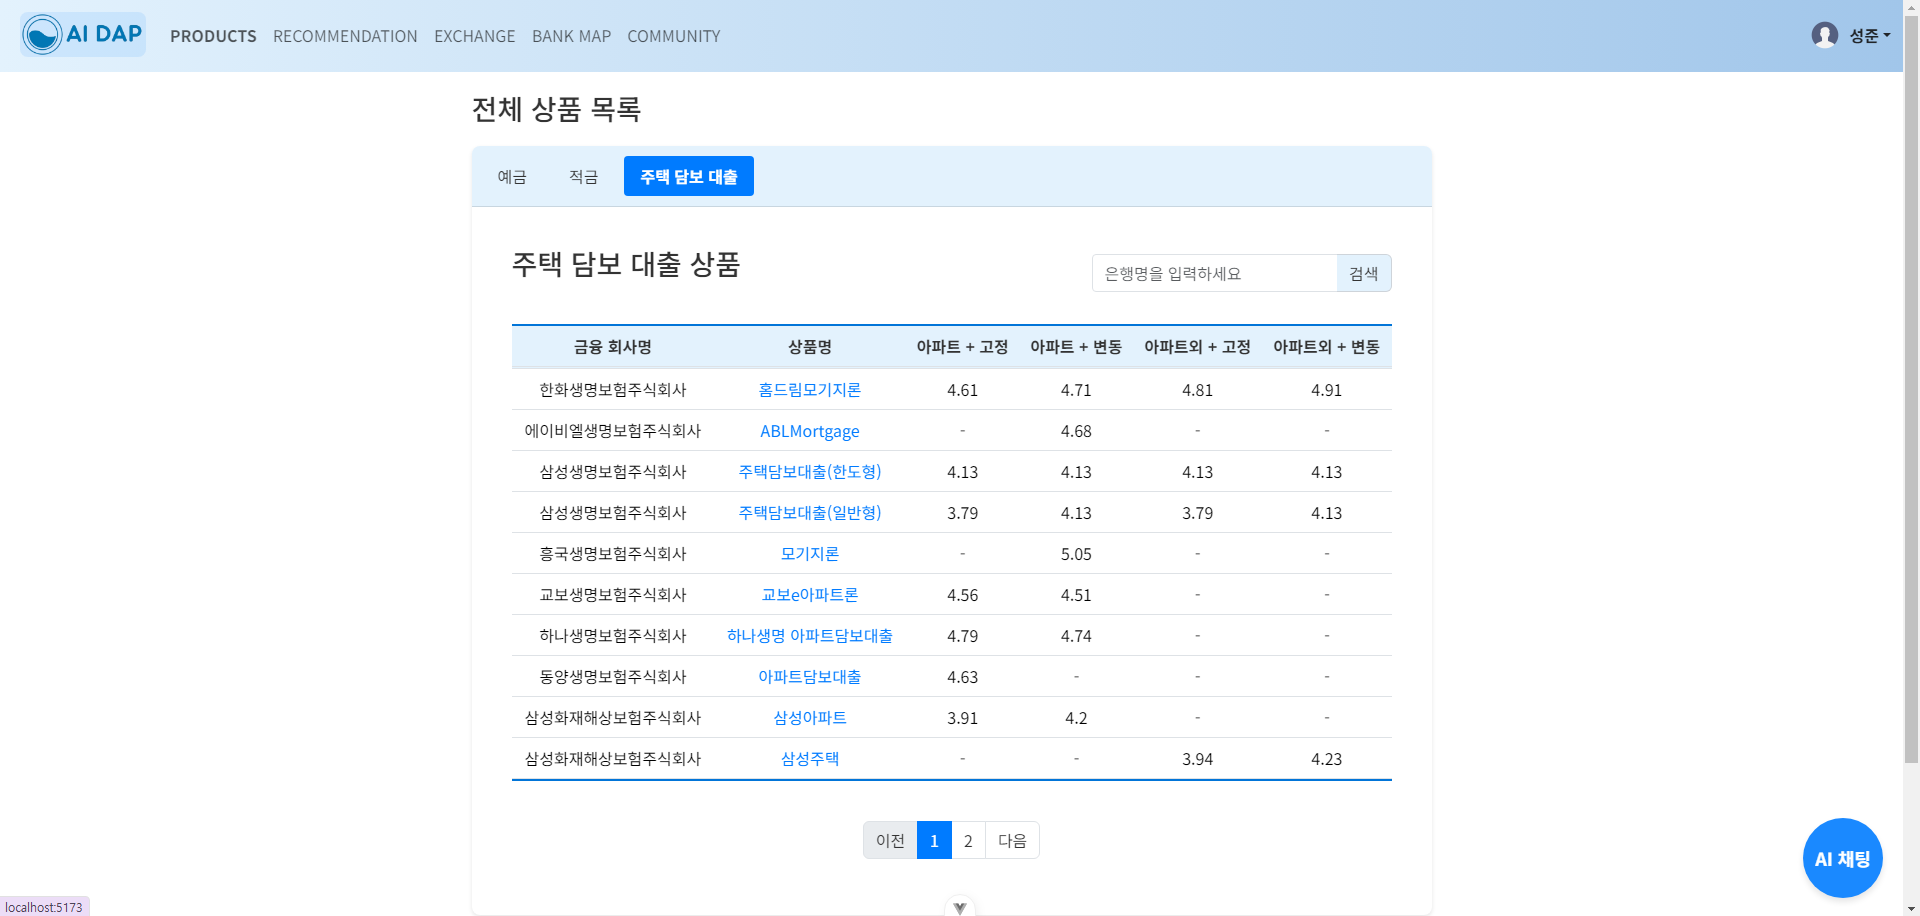 AI DAP PRODUCTS RECOMMENDATION EXCHANGE BANK MAP COMMUNITY 성준
전체 상품 목록
예금 적금 주택 담보 대출
주택 담보 대출 상품
은행명을 입력하세요 검색
금융 회사명 상품명 아파트 + 고정 아파트 + 변동 아파트외 + 고정 아파트외 + 변동
한화생명보험주식회사 홈드림모기지론 4.61 4.71 4.81 4.91
에이비엘생명보험주식회사 ABLMortgage - 4.68 - -
삼성생명보험주식회사 주택담보대출(한도형) 4.13 4.13 4.13 4.13
삼성생명보험주식회사 주택담보대출(일반형) 3.79 4.13 3.79 4.13
흥국생명보험주식회사 모기지론 - 5.05 - -
교보생명보험주식회사 교보e아파트론 4.56 4.51 - -
하나생명보험주식회사 하나생명 아파트담보대출 4.79 4.74 - -
동양생명보험주식회사 아파트담보대출 4.63 - - -
삼성화재해상보험주식회사 삼성아파트 3.91 4.2 - -
삼성화재해상보험주식회사 삼성주택 - - 3.94 4.23
이전 1 2 다음
AI 채팅
localhost:5173